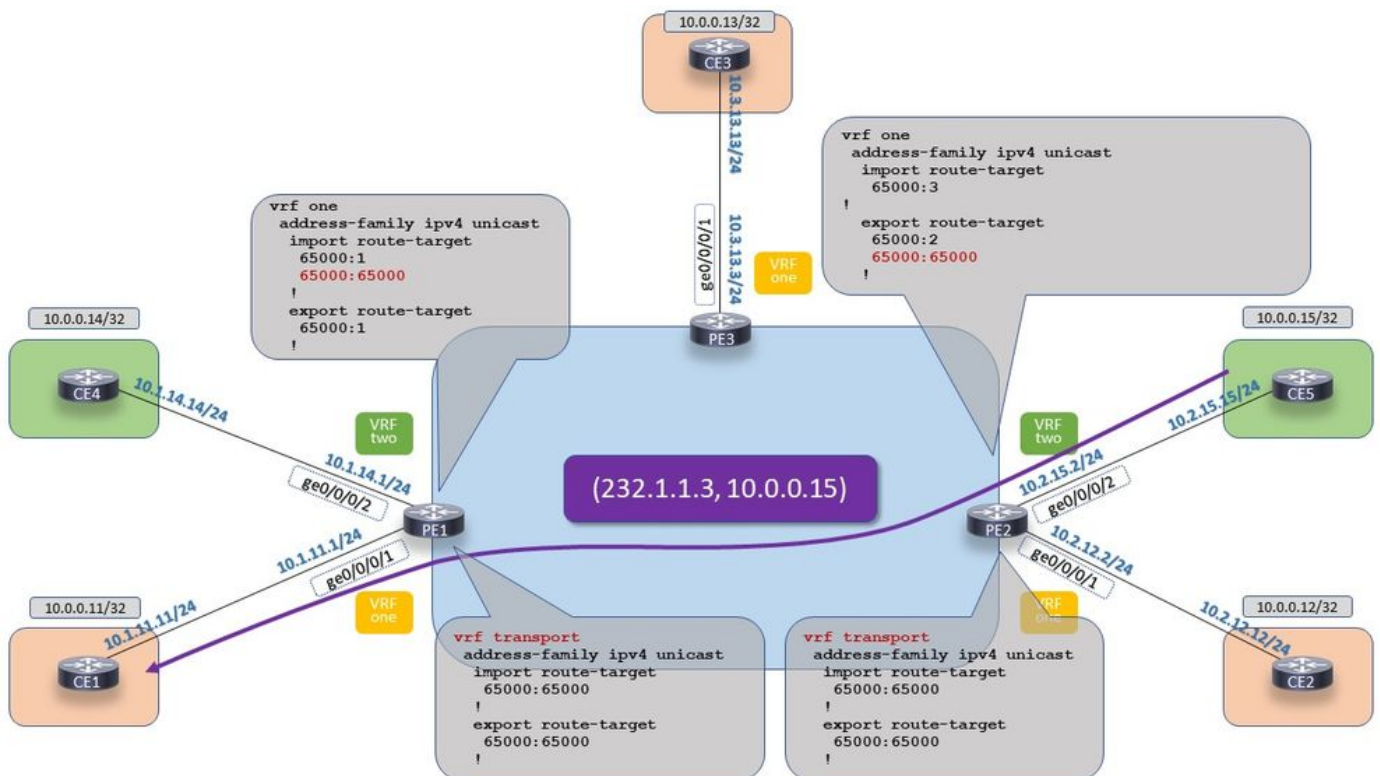 10.0.0.13/32
CE3
10.3.13.13/24
vrf one
address-family ipv4 unicast
import route-target
65000:3
!
export route-target
65000:2
65000:65000
!
vrf one
address-family ipv4 unicast
import route-target
65000:1
65000:65000
!
export route-target
65000:1
!
ge0/0/0/1
10.3.13.3/24
VRF
one
PE3
10.0.0.14/32
CE4
10.1.14.14/24
VRF
two
10.1.14.1/24
ge0/0/0/2
PE1
10.1.11.1/24
ge0/0/0/1
VRF
one
10.0.0.11/32
10.1.11.11/24
CE1
(232.1.1.3, 10.0.0.15)
10.0.0.15/32
CE5
10.2.15.15/24
VRF
two
10.2.15.2/24
ge0/0/0/2
PE2
10.2.12.2/24
ge0/0/0/1
VRF
one
10.0.0.12/32
10.2.12.12/24
CE2
vrf transport
address-family ipv4 unicast
import route-target
65000:65000
!
export route-target
65000:65000
!
vrf transport
address-family ipv4 unicast
import route-target
65000:65000
!
export route-target
65000:65000
!